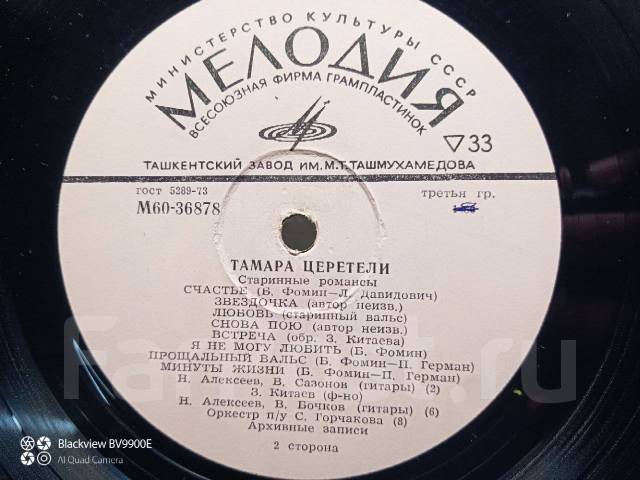 МИНИСТЕРСТВО КУЛЬТУРЫ СССР
МЕЛОДИЯ
ВСЕСОЮЗНАЯ ФИРМА ГРАМПЛАСТИНОК
33
ТАШКЕНТСКИЙ ЗАВОД ИМ. М.Т. ТАШМУХАМЕДОВА
гост 5289-73
третья гр.
М60-36878
ТАМАРА ЦЕРЕТЕЛИ
Старинные романсы
СЧАСТЬЕ (Б. Фомин—Л. Давидович)
ЗВЕЗДОЧКА (автор неизв.)
ЛЮБОВЬ (старинный вальс)
СНОВА ПОЮ (автор неизв.)
ВСТРЕЧА (обр. З. Китаева)
Я НЕ МОГУ ЛЮБИТЬ (Б. Фомин)
ПРОЩАЛЬНЫЙ ВАЛЬС (Б. Фомин—П. Герман)
МИНУТЫ ЖИЗНИ (Б. Фомин—П. Герман)
Н. Алексеев, В. Сазонов (гитары) (2)
З. Китаев (ф-но)
Н. Алексеев, В. Бочков (гитары) (6)
Оркестр п/у С. Горчакова (8)
Архивные записи
2 сторона
Blackview BV9900E
AI Quad Camera